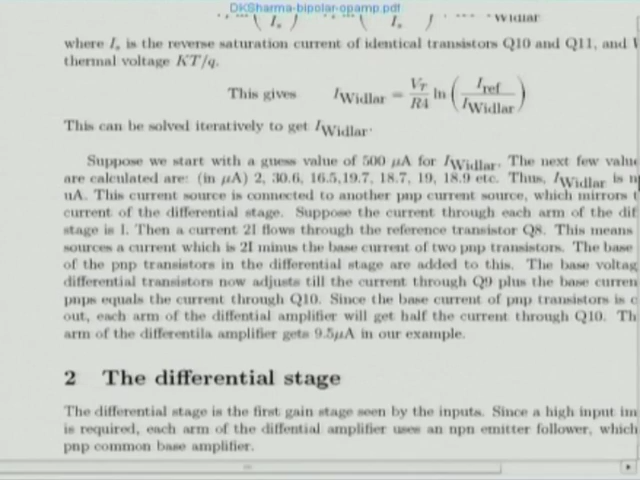 DKSharma-bipolar-opamp.pdf
Widlar
where I_s is the reverse saturation current of identical transistors Q10 and Q11, and
thermal voltage KT/q.
This gives I_Widlar = V_T/R4 ln (I_ref/I_Widlar)
This can be solved iteratively to get I_Widlar.
Suppose we start with a guess value of 500 μA for I_Widlar. The next few value
are calculated are: (in μA) 2, 30.6, 16.5,19.7, 18.7, 19, 18.9 etc. Thus, I_Widlar is
uA. This current source is connected to another pnp current source, which mirrors
current of the differential stage. Suppose the current through each arm of the dif
stage is I. Then a current 2I flows through the reference transistor Q8. This means
sources a current which is 2I minus the base current of two pnp transistors. The base
of the pnp transistors in the differential stage are added to this. The base voltag
differential transistors now adjusts till the current through Q9 plus the base curren
pnps equals the current through Q10. Since the base current of pnp transistors is c
out, each arm of the diffential amplifier will get half the current through Q10. Th
arm of the differentila amplifier gets 9.5μA in our example.
2 The differential stage
The differential stage is the first gain stage seen by the inputs. Since a high input im
is required, each arm of the diffential amplifier uses an npn emitter follower, which
pnp common base amplifier.